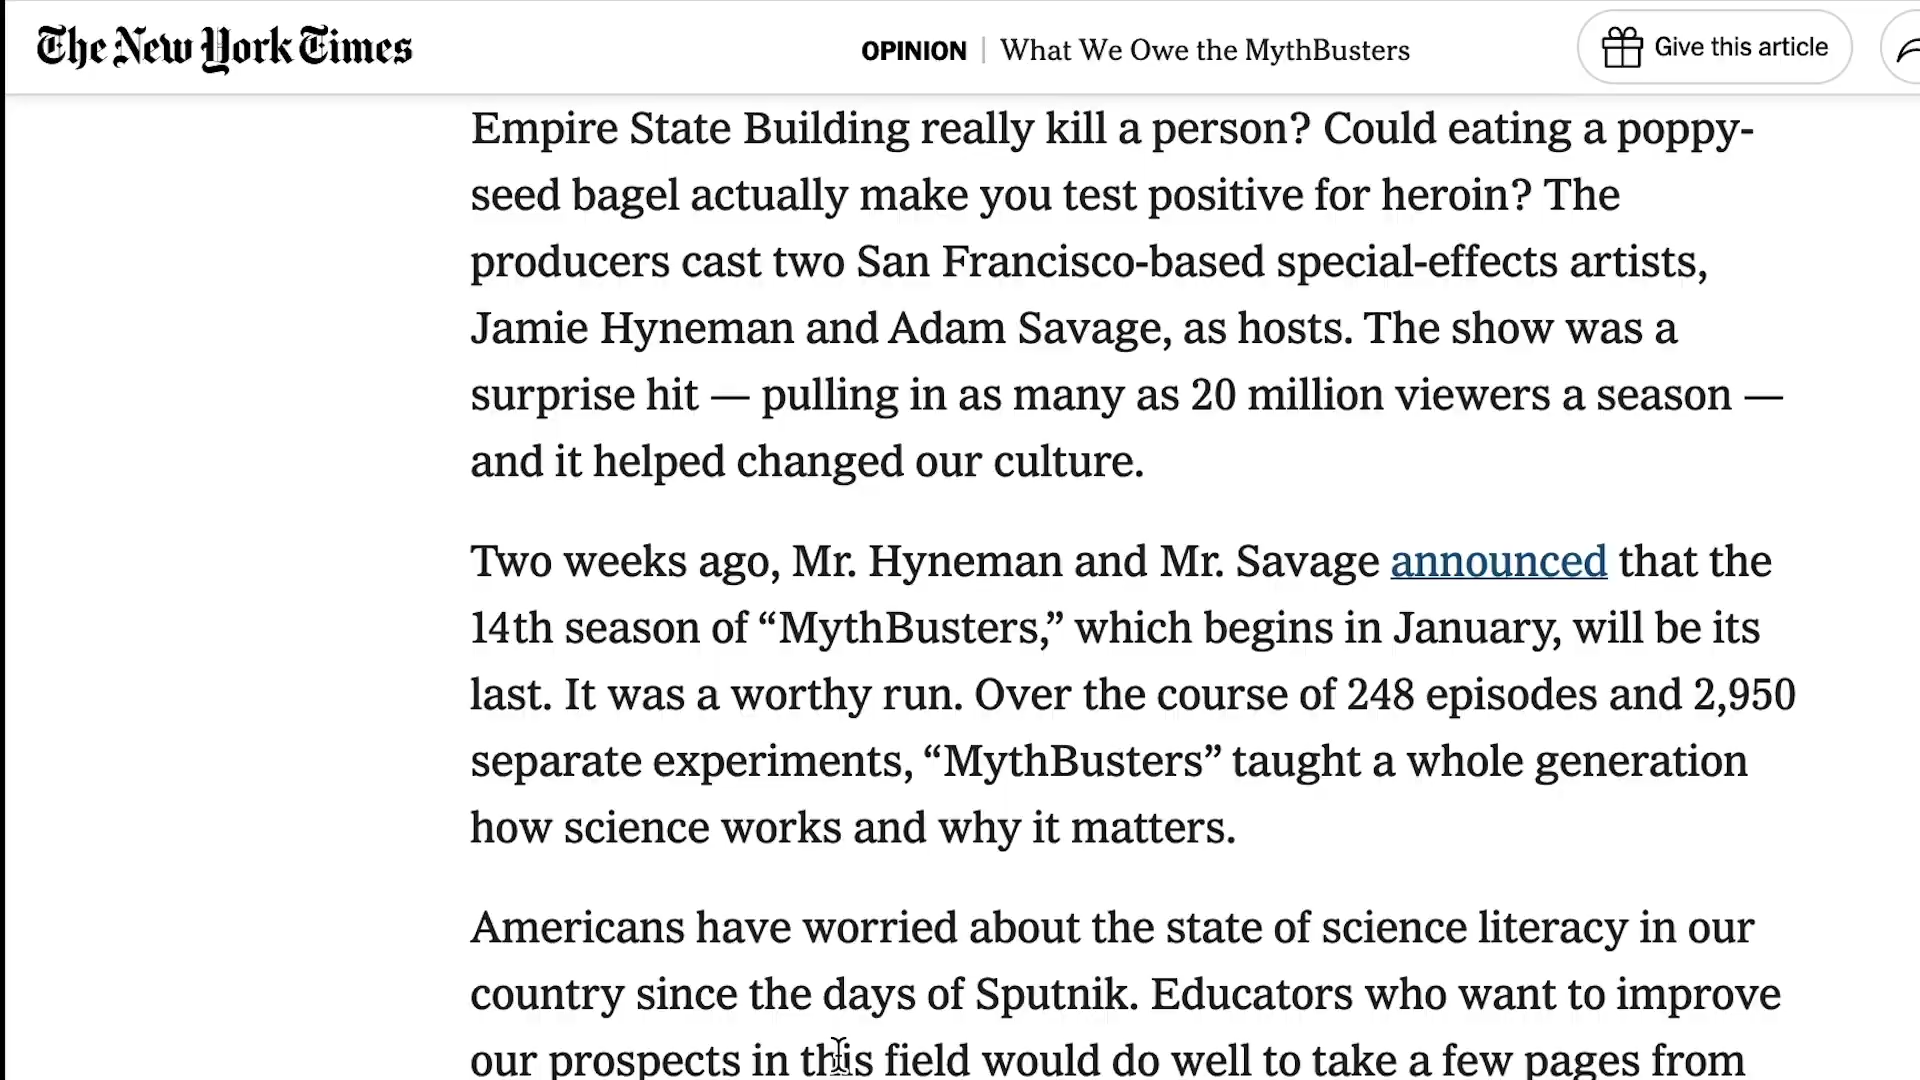 The New York Times
OPINION | What We Owe the MythBusters
Give this article
Empire State Building really kill a person? Could eating a poppy-
seed bagel actually make you test positive for heroin? The
producers cast two San Francisco-based special-effects artists,
Jamie Hyneman and Adam Savage, as hosts. The show was a
surprise hit — pulling in as many as 20 million viewers a season —
and it helped changed our culture.
Two weeks ago, Mr. Hyneman and Mr. Savage announced that the
14th season of “MythBusters,” which begins in January, will be its
last. It was a worthy run. Over the course of 248 episodes and 2,950
separate experiments, “MythBusters” taught a whole generation
how science works and why it matters.
Americans have worried about the state of science literacy in our
country since the days of Sputnik. Educators who want to improve
our prospects in this field would do well to take a few pages from